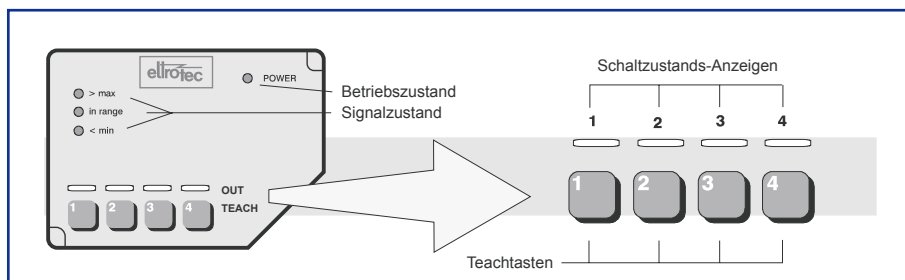 eltrotec
POWER
> max
in range
< min
Betriebszustand
Signalzustand
OUT
TEACH
1 2 3 4
Schaltzustands-Anzeigen
1 2 3 4
1 2 3 4
Teachtasten